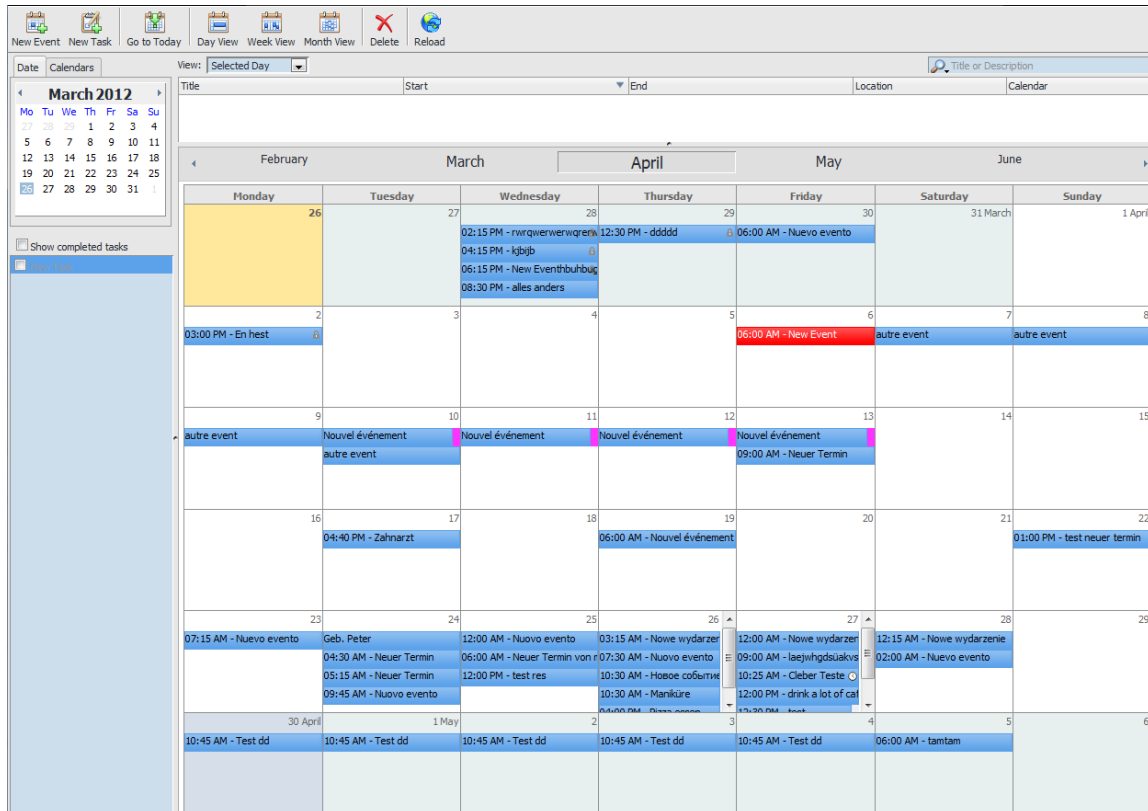 New Event New Task Go to Today Day View Week View Month View Delete Reload
Date Calendars
View: Selected Day
Title or Description
March 2012
Mo Tu We Th Fr Sa Su
27 28 29 1 2 3 4
5 6 7 8 9 10 11
12 13 14 15 16 17 18
19 20 21 22 23 24 25
26 27 28 29 30 31 1
Show completed tasks
Title Start End Location Calendar
February March April May June
Monday Tuesday Wednesday Thursday Friday Saturday Sunday
26 27 28 29 30 31 March 1 April
02:15 PM - rwrqwerwerwqrerw 12:30 PM - ddddd 06:00 AM - Nuevo evento
04:15 PM - kjbijb
06:15 PM - New Eventhbuhbug
08:30 PM - alles anders
2 3 4 5 6 7 8
03:00 PM - En hest 06:00 AM - New Event autre event autre event
9 10 11 12 13 14 15
autre event Nouvel événement Nouvel événement Nouvel événement Nouvel événement
autre event 09:00 AM - Neuer Termin
16 17 18 19 20 21 22
04:40 PM - Zahnarzt 06:00 AM - Nouvel événement 01:00 PM - test neuer termin
23 24 25 26 27 28 29
07:15 AM - Nuevo evento Geb. Peter 12:00 AM - Nuovo evento 03:15 AM - Nowe wydarzer 12:00 AM - Nowe wydarzer 12:15 AM - Nowe wydarzenie
04:30 AM - Neuer Termin 06:00 AM - Neuer Termin von r 07:30 AM - Nuovo evento 09:00 AM - laejwhgdsüakvs 02:00 AM - Nuevo evento
05:15 AM - Neuer Termin 12:00 PM - test res 10:30 AM - Новое событие 10:25 AM - Cleber Teste
09:45 AM - Nuovo evento 10:30 AM - Maniküre 12:00 PM - drink a lot of caf
04:00 PM - Pizza essen 12:30 PM - test
30 April 1 May 2 3 4 5 6
10:45 AM - Test dd 10:45 AM - Test dd 10:45 AM - Test dd 10:45 AM - Test dd 10:45 AM - Test dd 06:00 AM - tamtam